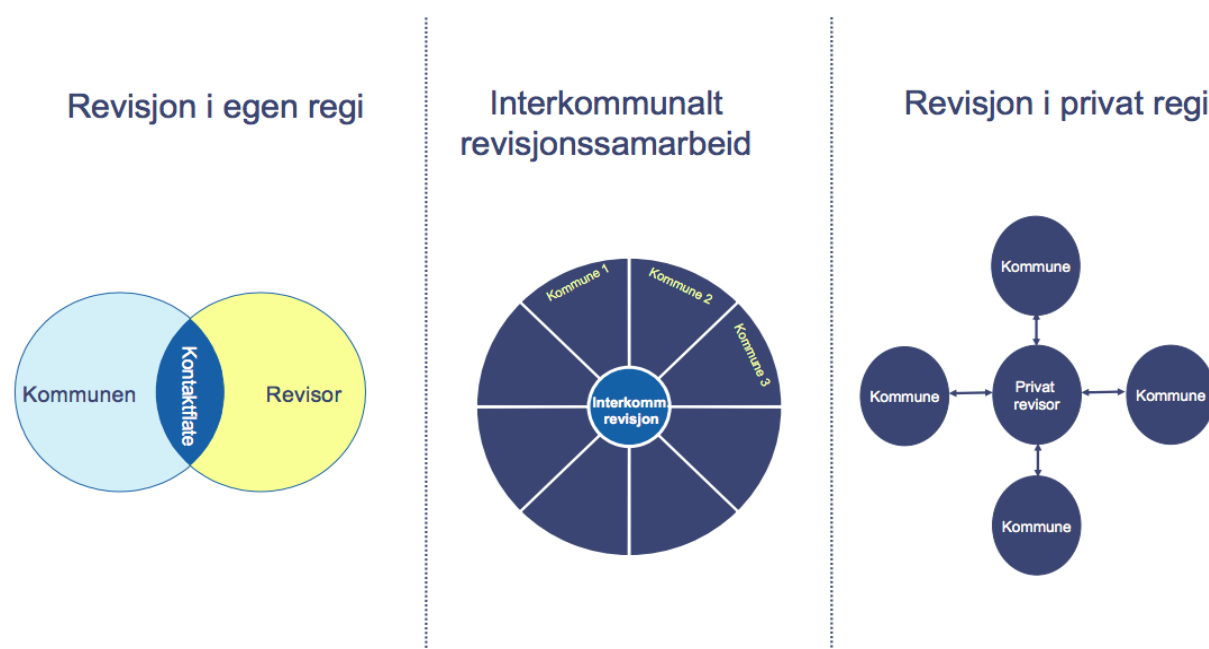 Revisjon i egen regi
Kommunen
Kontaktflate
Revisor
Interkommunalt
revisjonssamarbeid
Kommune 1
Kommune 2
Kommune 3
Interkomm.
revisjon
Revisjon i privat regi
Kommune
Kommune
Privat
revisor
Kommune
Kommune